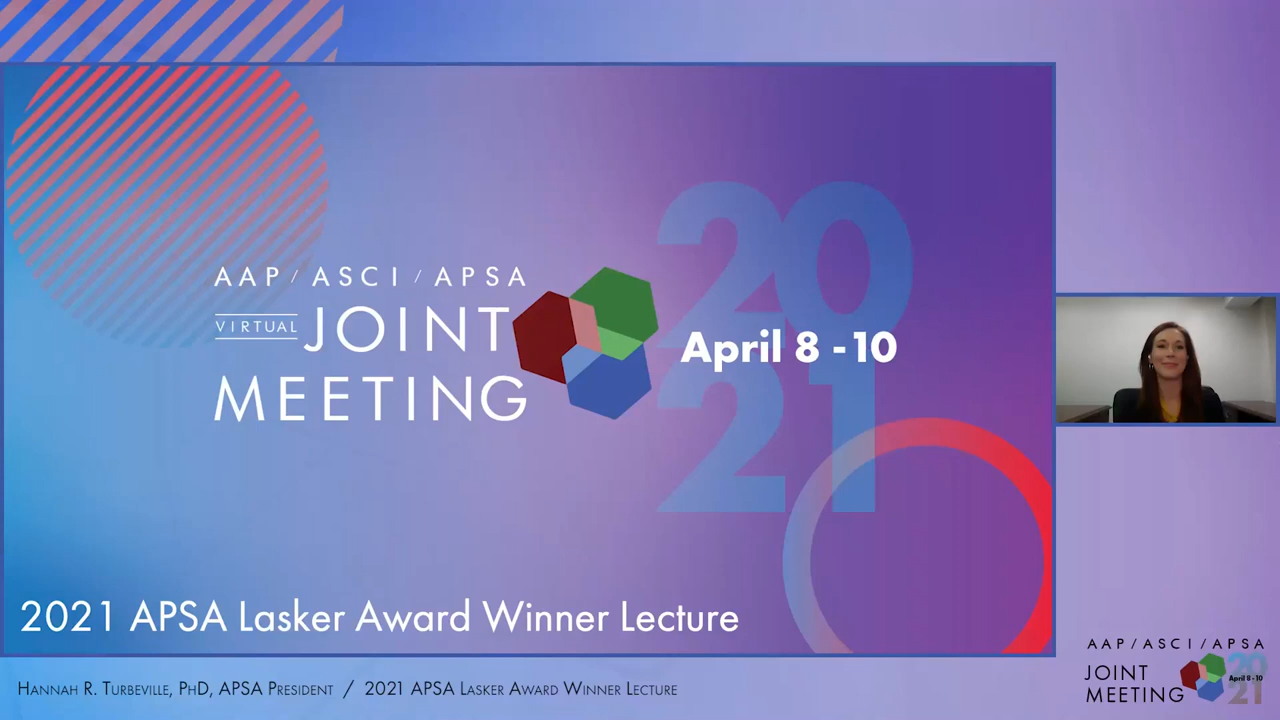 AAP / ASCI / APSA
VIRTUAL JOINT
MEETING
2021
April 8 - 10
2021 APSA Lasker Award Winner Lecture
Hannah R. Turbeville, PhD, APSA President / 2021 APSA Lasker Award Winner Lecture
AAP / ASCI / APSA
JOINT
MEETING
2021
April 8 - 10